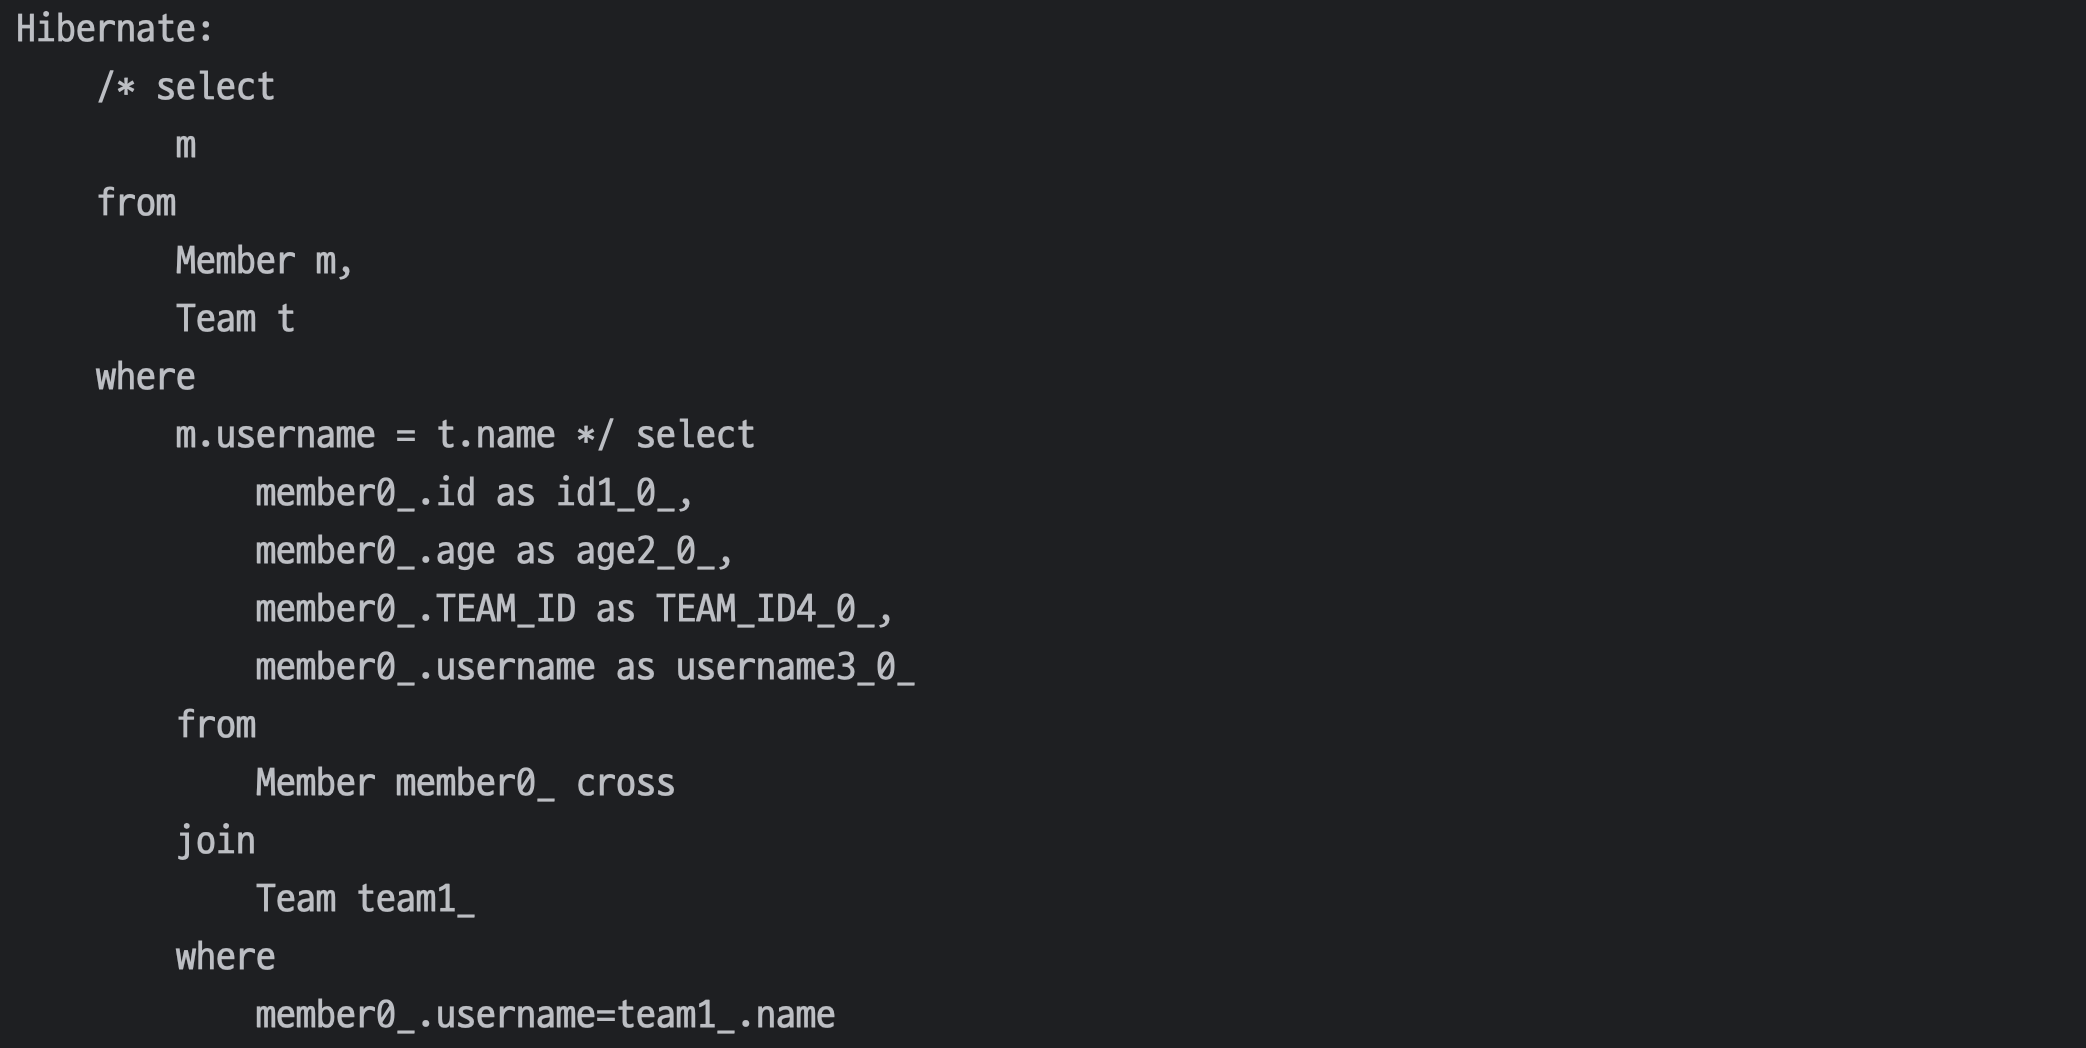 Hibernate:
    /* select
        m
    from
        Member m,
        Team t
    where
        m.username = t.name */ select
            member0_.id as id1_0_,
            member0_.age as age2_0_,
            member0_.TEAM_ID as TEAM_ID4_0_,
            member0_.username as username3_0_
        from
            Member member0_ cross
        join
            Team team1_
        where
            member0_.username=team1_.name